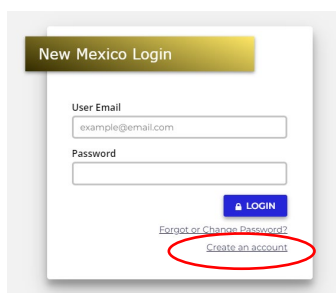 New Mexico Login
User Email
example@email.com
Password
LOGIN
Forgot or Change Password?
Create an account